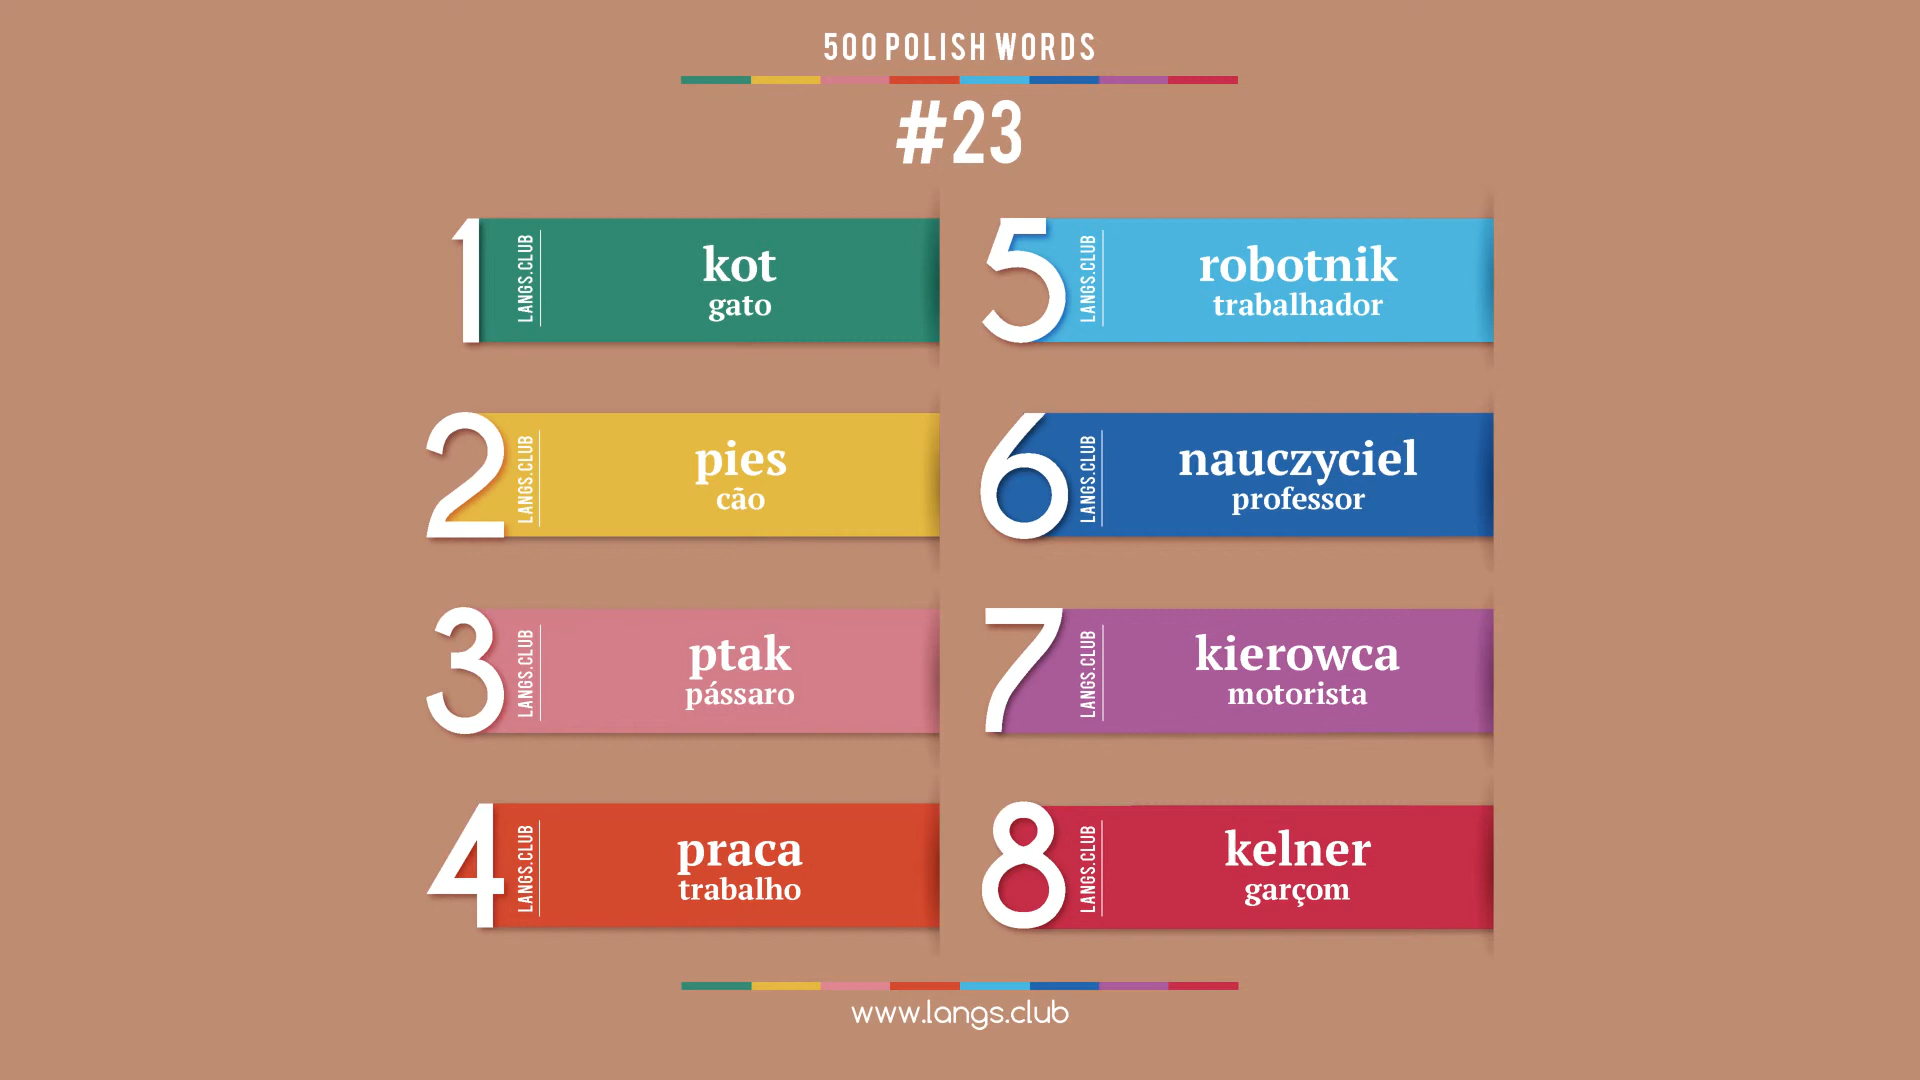 500 POLISH WORDS
#23
1
LANGS.CLUB
kot
gato
2
LANGS.CLUB
pies
cão
3
LANGS.CLUB
ptak
pássaro
4
LANGS.CLUB
praca
trabalho
5
LANGS.CLUB
robotnik
trabalhador
6
LANGS.CLUB
nauczyciel
professor
7
LANGS.CLUB
kierowca
motorista
8
LANGS.CLUB
kelner
garçom
www.langs.club